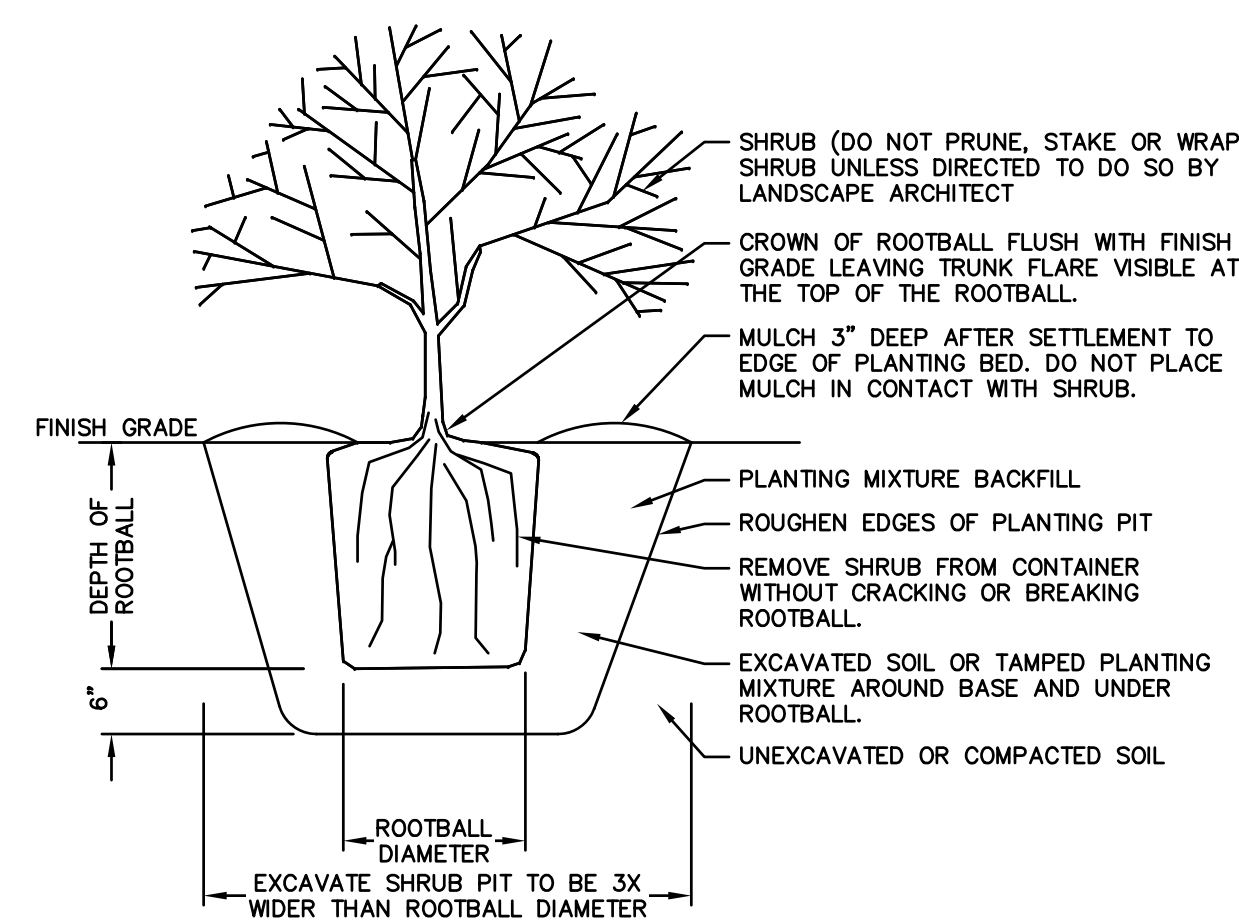 SHRUB (DO NOT PRUNE, STAKE OR WRAP
SHRUB UNLESS DIRECTED TO DO SO BY
LANDSCAPE ARCHITECT
CROWN OF ROOTBALL FLUSH WITH FINISH
GRADE LEAVING TRUNK FLARE VISIBLE AT
THE TOP OF THE ROOTBALL.
MULCH 3" DEEP AFTER SETTLEMENT TO
EDGE OF PLANTING BED. DO NOT PLACE
MULCH IN CONTACT WITH SHRUB.
FINISH GRADE
PLANTING MIXTURE BACKFILL
ROUGHEN EDGES OF PLANTING PIT
REMOVE SHRUB FROM CONTAINER
WITHOUT CRACKING OR BREAKING
ROOTBALL.
EXCAVATED SOIL OR TAMPED PLANTING
MIXTURE AROUND BASE AND UNDER
ROOTBALL.
UNEXCAVATED OR COMPACTED SOIL
DEPTH OF
ROOTBALL
6"
ROOTBALL
DIAMETER
EXCAVATE SHRUB PIT TO BE 3X
WIDER THAN ROOTBALL DIAMETER